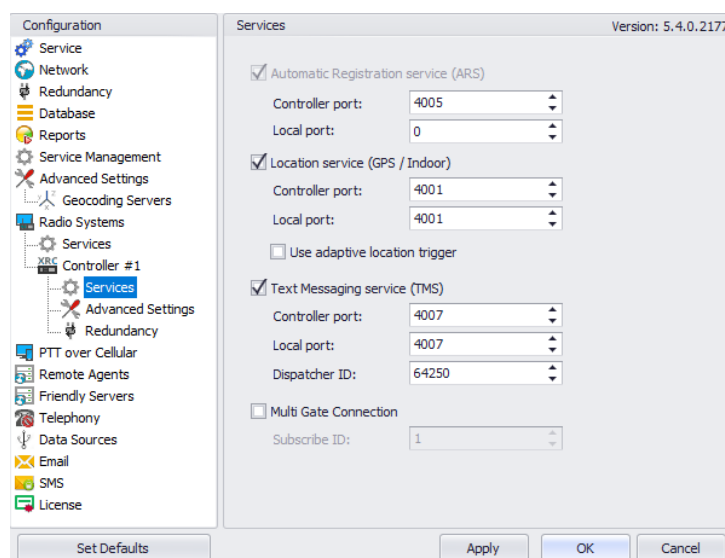 Configuration
Service
Network
Redundancy
Database
Reports
Service Management
Advanced Settings
Geocoding Servers
Radio Systems
Services
XRC Controller #1
Services
Advanced Settings
Redundancy
PTT over Cellular
Remote Agents
Friendly Servers
Telephony
Data Sources
Email
SMS
License
Set Defaults
Services Version: 5.4.0.2177
Automatic Registration service (ARS)
Controller port: 4005
Local port: 0
Location service (GPS / Indoor)
Controller port: 4001
Local port: 4001
Use adaptive location trigger
Text Messaging service (TMS)
Controller port: 4007
Local port: 4007
Dispatcher ID: 64250
Multi Gate Connection
Subscribe ID: 1
Apply OK Cancel